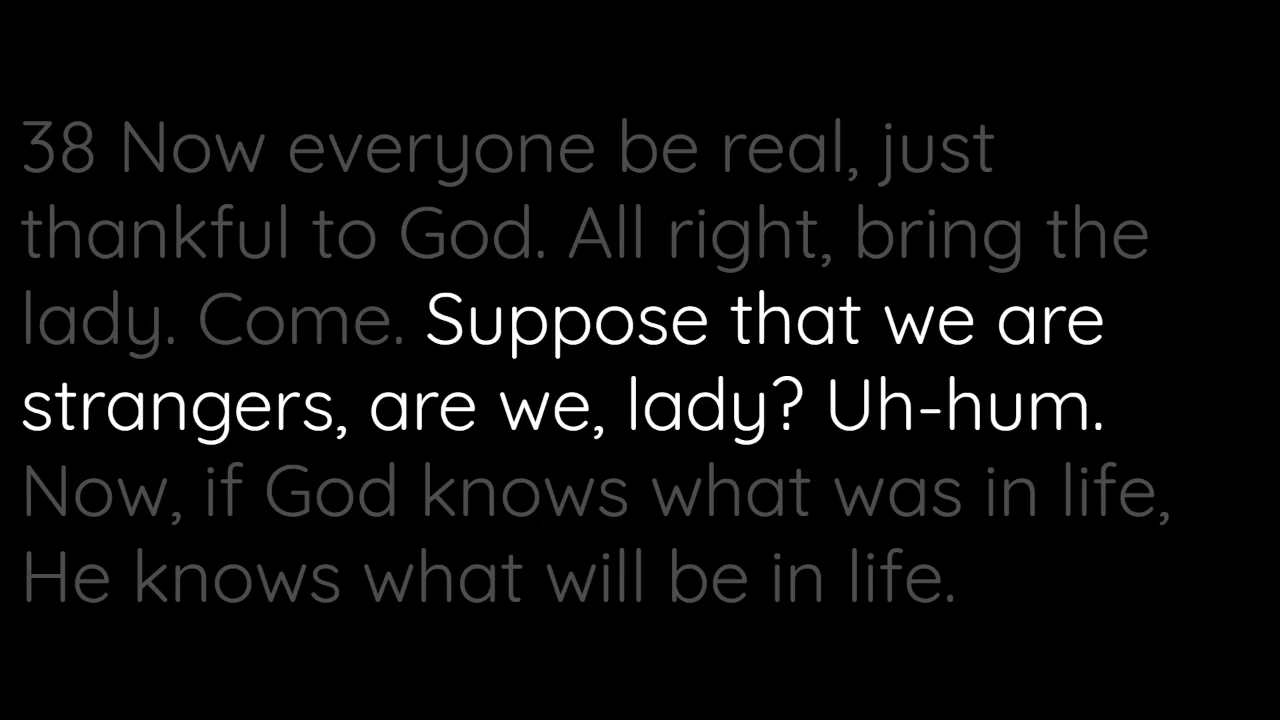 38 Now everyone be real, just
thankful to God. All right, bring the
lady. Come. Suppose that we are
strangers, are we, lady? Uh-hum.
Now, if God knows what was in life,
He knows what will be in life.